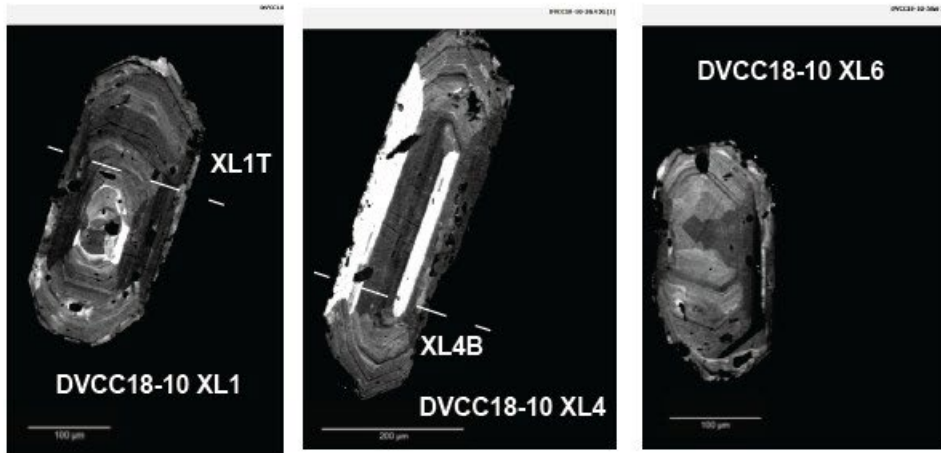 XL1T
DVCC18-10 XL1
100 µm
XL4B
DVCC18-10 XL4
200 µm
DVCC18-10 XL6
100 µm